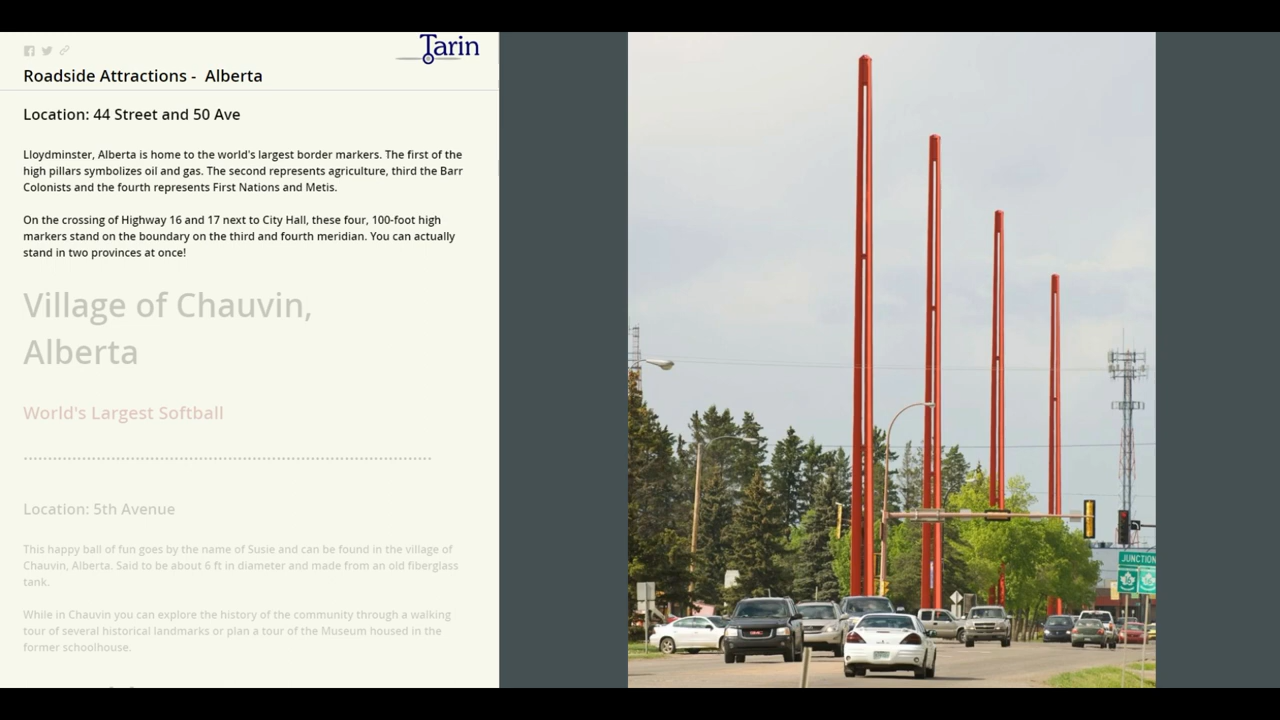 Tarin
Roadside Attractions - Alberta
Location: 44 Street and 50 Ave
Lloydminster, Alberta is home to the world's largest border markers. The first of the
high pillars symbolizes oil and gas. The second represents agriculture, third the Barr
Colonists and the fourth represents First Nations and Metis.
On the crossing of Highway 16 and 17 next to City Hall, these four, 100-foot high
markers stand on the boundary on the third and fourth meridian. You can actually
stand in two provinces at once!
Village of Chauvin,
Alberta
World's Largest Softball
Location: 5th Avenue
This happy ball of fun goes by the name of Susie and can be found in the village of
Chauvin, Alberta. Said to be about 6 ft in diameter and made from an old fiberglass
tank.
While in Chauvin you can explore the history of the community through a walking
tour of several historical landmarks or plan a tour of the Museum housed in the
former schoolhouse.
JUNCTION